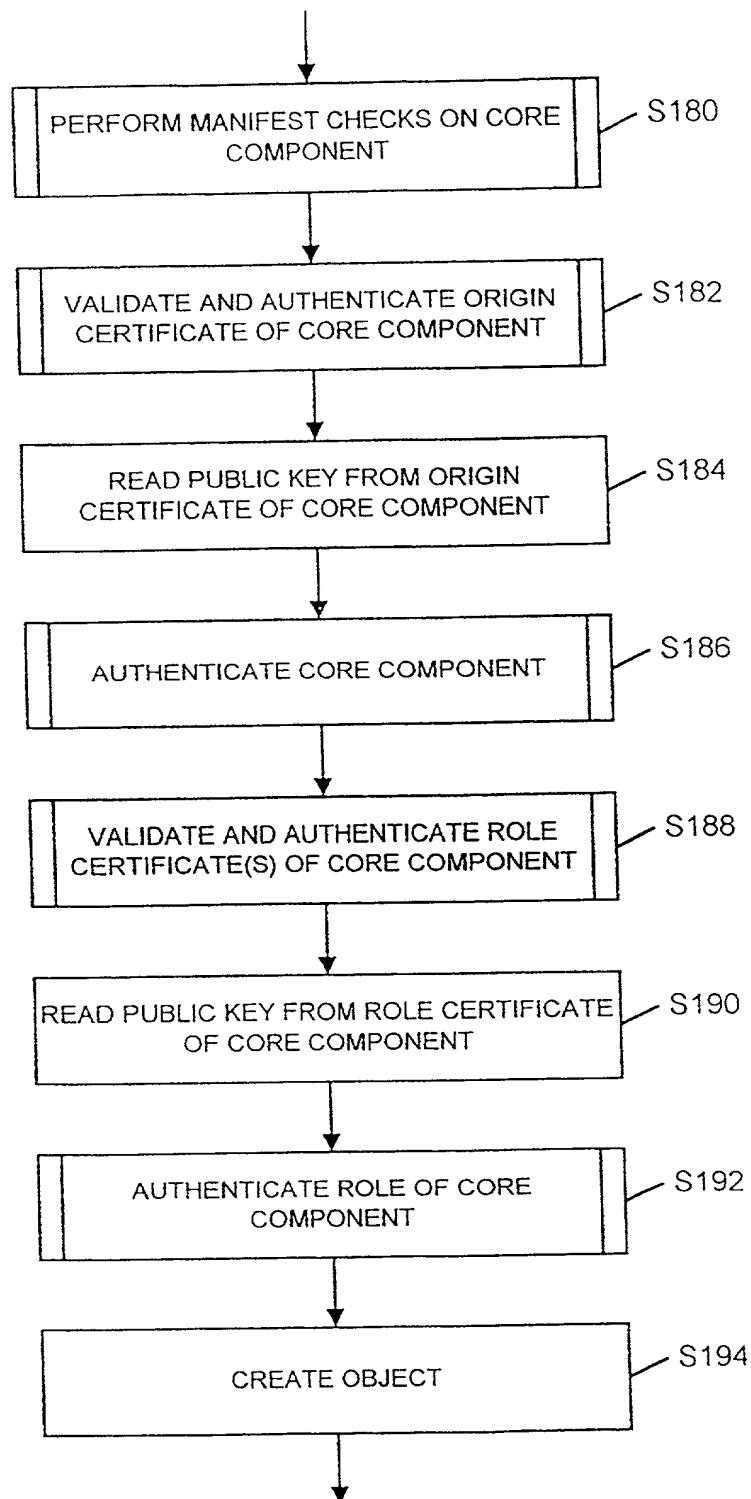 PERFORM MANIFEST CHECKS ON CORE
COMPONENT
S180
VALIDATE AND AUTHENTICATE ORIGIN
CERTIFICATE OF CORE COMPONENT
S182
READ PUBLIC KEY FROM ORIGIN
CERTIFICATE OF CORE COMPONENT
S184
AUTHENTICATE CORE COMPONENT
S186
VALIDATE AND AUTHENTICATE ROLE
CERTIFICATE(S) OF CORE COMPONENT
S188
READ PUBLIC KEY FROM ROLE CERTIFICATE
OF CORE COMPONENT
S190
AUTHENTICATE ROLE OF CORE
COMPONENT
S192
CREATE OBJECT
S194